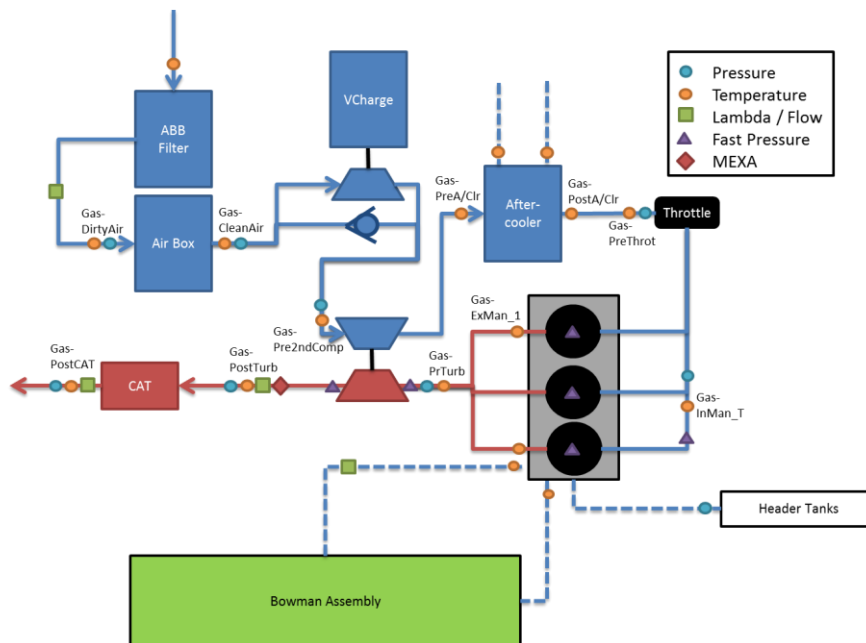 VCharge
Pressure
Temperature
Lambda / Flow
Fast Pressure
MEXA
ABB
Filter
Gas-
DirtyAir
Air Box
Gas-
CleanAir
Gas-
PreA/Clr
After-
cooler
Gas-
PostA/Clr
Gas-
PreThrot
Throttle
Gas-
Pre2ndComp
Gas-
ExMan_1
Gas-
PostCAT
CAT
Gas-
PostTurb
Gas-
PrTurb
Gas-
InMan_T
Header Tanks
Bowman Assembly